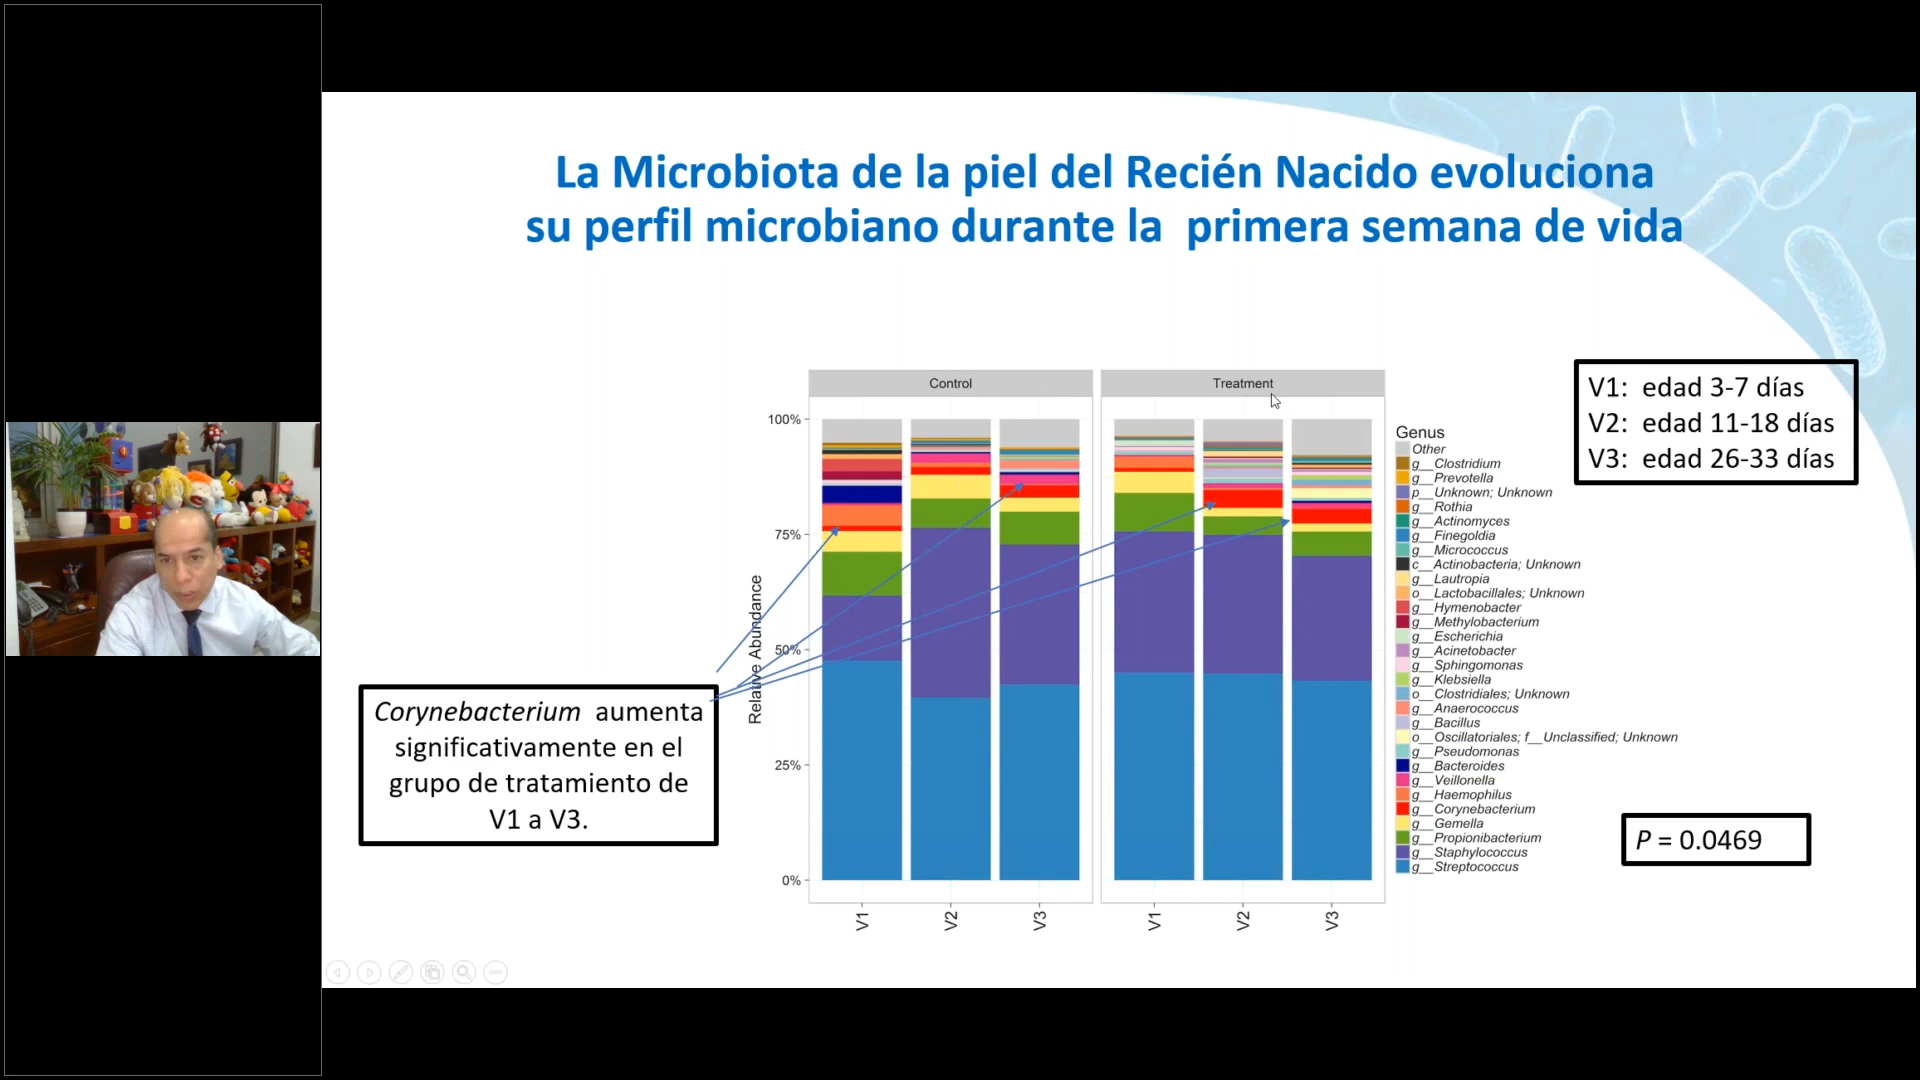 La Microbiota de la piel del Recién Nacido evoluciona
su perfil microbiano durante la primera semana de vida
Control
Treatment
V1: edad 3-7 días
V2: edad 11-18 días
V3: edad 26-33 días
100%
75%
50%
25%
0%
Relative Abundance
V1
V2
V3
V1
V2
V3
Genus
Other
g__Clostridium
g__Prevotella
p__Unknown; Unknown
g__Rothia
g__Actinomyces
g__Finegoldia
g__Micrococcus
c__Actinobacteria; Unknown
g__Lautropia
o__Lactobacillales; Unknown
g__Hymenobacter
g__Methylobacterium
g__Escherichia
g__Acinetobacter
g__Sphingomonas
g__Klebsiella
o__Clostridiales; Unknown
g__Anaerococcus
g__Bacillus
o__Oscillatoriales; f__Unclassified; Unknown
g__Pseudomonas
g__Bacteroides
g__Veillonella
g__Haemophilus
g__Corynebacterium
g__Gemella
g__Propionibacterium
g__Staphylococcus
g__Streptococcus
Corynebacterium aumenta
significativamente en el
grupo de tratamiento de
V1 a V3.
P = 0.0469